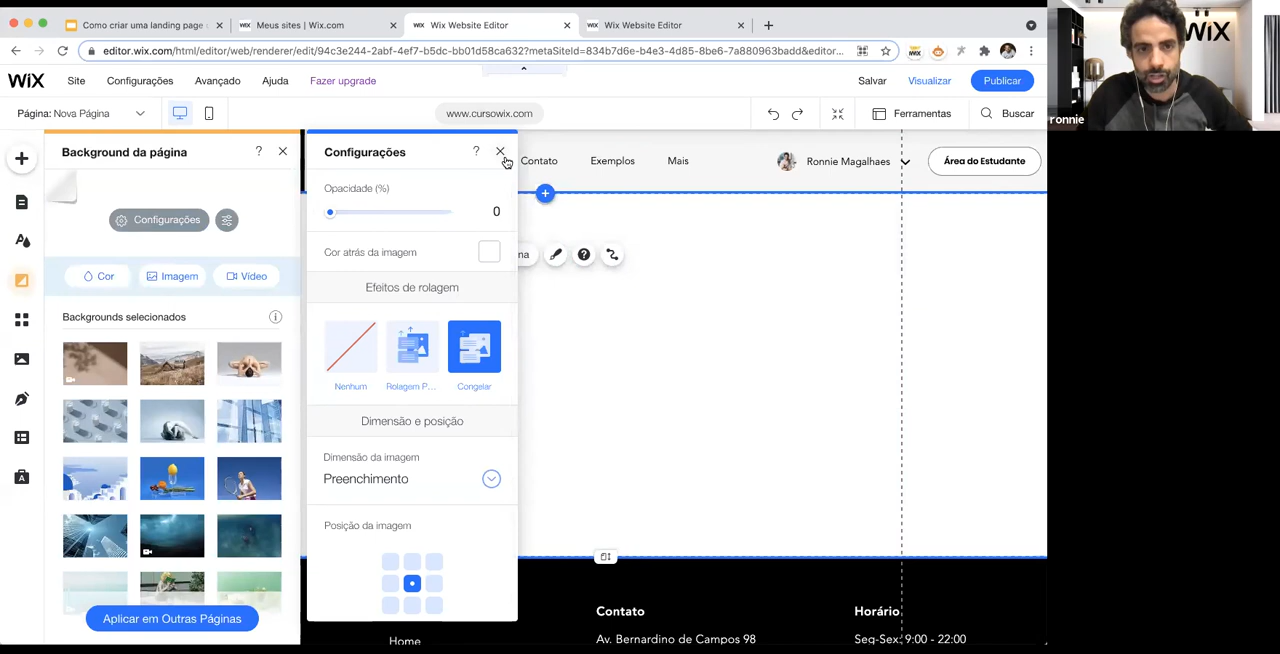 Como criar uma landing page
Meus sites | Wix.com
Wix Website Editor
Wix Website Editor
editor.wix.com/html/editor/web/renderer/edit/94c3e244-2abf-4ef7-b5dc-bb01d58ca632?metaSiteId=834b7d6e-b4e3-4d85-8be6-7a880963badd&editor...
WiX
Site
Configurações
Avançado
Ajuda
Fazer upgrade
Salvar
Visualizar
Publicar
Página: Nova Página
www.cursowix.com
Ferramentas
Buscar
WiX
ronnie
Background da página
?
Configurações
Cor
Imagem
Vídeo
Backgrounds selecionados
Aplicar em Outras Páginas
Configurações
?
Opacidade (%)
0
Cor atrás da imagem
Efeitos de rolagem
Nenhum
Rolagem P...
Congelar
Dimensão e posição
Dimensão da imagem
Preenchimento
Posição da imagem
Contato
Exemplos
Mais
Ronnie Magalhaes
Área do Estudante
na
Home
Contato
Av. Bernardino de Campos 98
Horário
Seg-Sex: 9:00 - 22:00